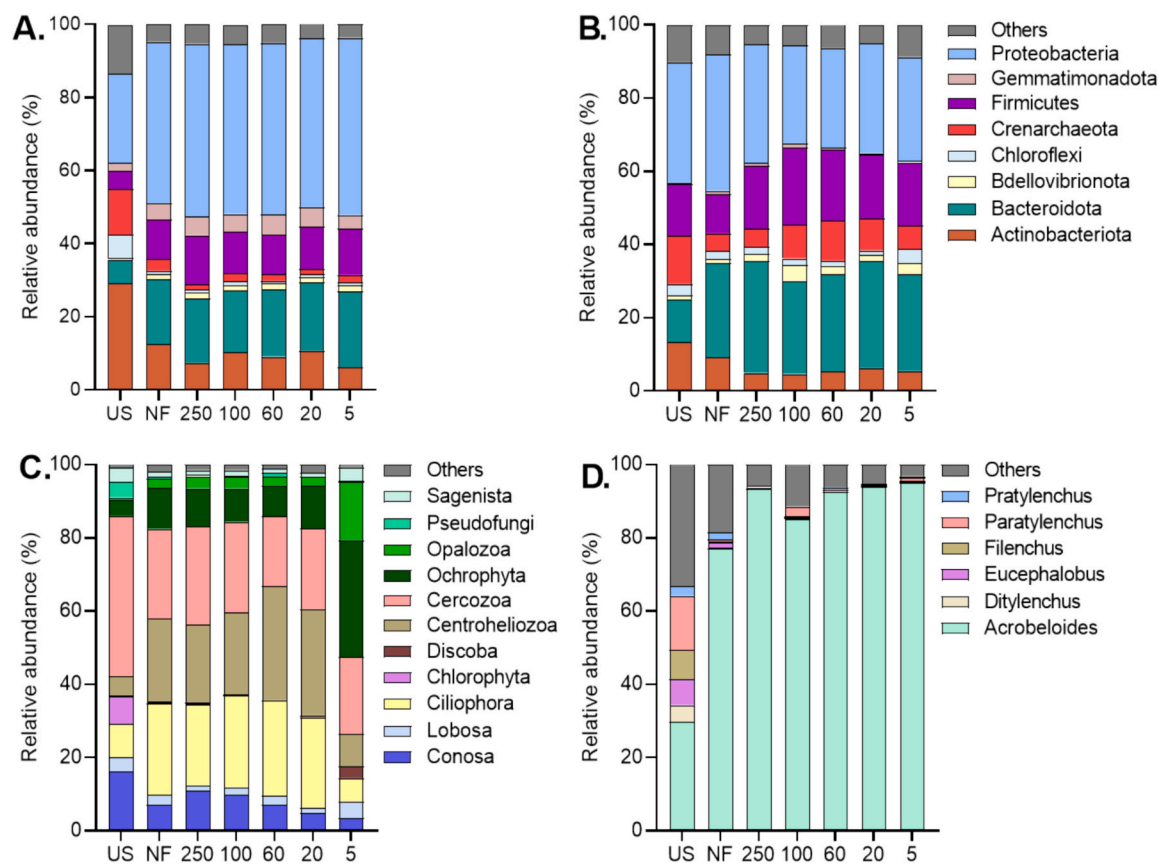 A.
Relative abundance (%)
100
80
60
40
20
0
US NF 250 100 60 20 5
B.
Relative abundance (%)
100
80
60
40
20
0
US NF 250 100 60 20 5
Others
Proteobacteria
Gemmatimonadota
Firmicutes
Crenarchaeota
Chloroflexi
Bdellovibrionota
Bacteroidota
Actinobacteriota
C.
Relative abundance (%)
100
80
60
40
20
0
US NF 250 100 60 20 5
Others
Sagenista
Pseudofungi
Opalozoa
Ochrophyta
Cercozoa
Centroheliozoa
Discoba
Chlorophyta
Ciliophora
Lobosa
Conosa
D.
Relative abundance (%)
100
80
60
40
20
0
US NF 250 100 60 20 5
Others
Pratylenchus
Paratylenchus
Filenchus
Eucephalobus
Ditylenchus
Acrobeloides